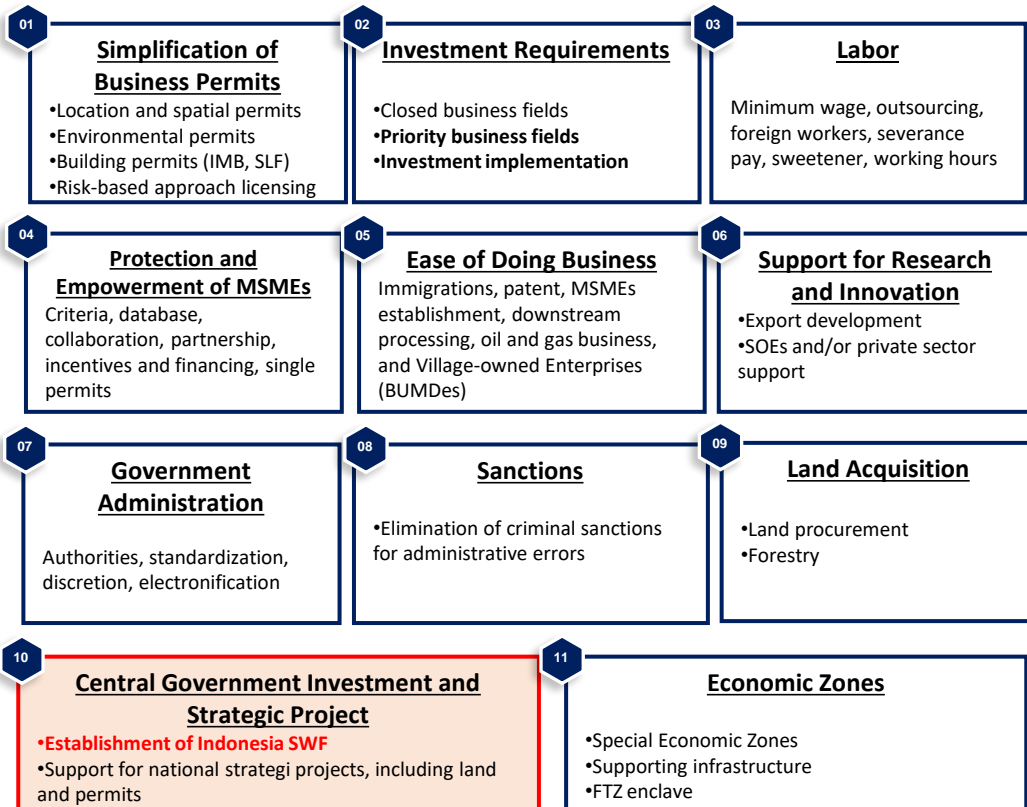 01
Simplification of
Business Permits
•Location and spatial permits
•Environmental permits
•Building permits (IMB, SLF)
•Risk-based approach licensing
02
Investment Requirements
•Closed business fields
•Priority business fields
•Investment implementation
03
Labor
Minimum wage, outsourcing,
foreign workers, severance
pay, sweetener, working hours
04
Protection and
Empowerment of MSMEs
Criteria, database,
collaboration, partnership,
incentives and financing, single
permits
05
Ease of Doing Business
Immigrations, patent, MSMEs
establishment, downstream
processing, oil and gas business,
and Village-owned Enterprises
(BUMDes)
06
Support for Research
and Innovation
•Export development
•SOEs and/or private sector
support
07
Government
Administration
Authorities, standardization,
discretion, electronification
08
Sanctions
•Elimination of criminal sanctions
for administrative errors
09
Land Acquisition
•Land procurement
•Forestry
10
Central Government Investment and
Strategic Project
•Establishment of Indonesia SWF
•Support for national strategi projects, including land
and permits
11
Economic Zones
•Special Economic Zones
•Supporting infrastructure
•FTZ enclave